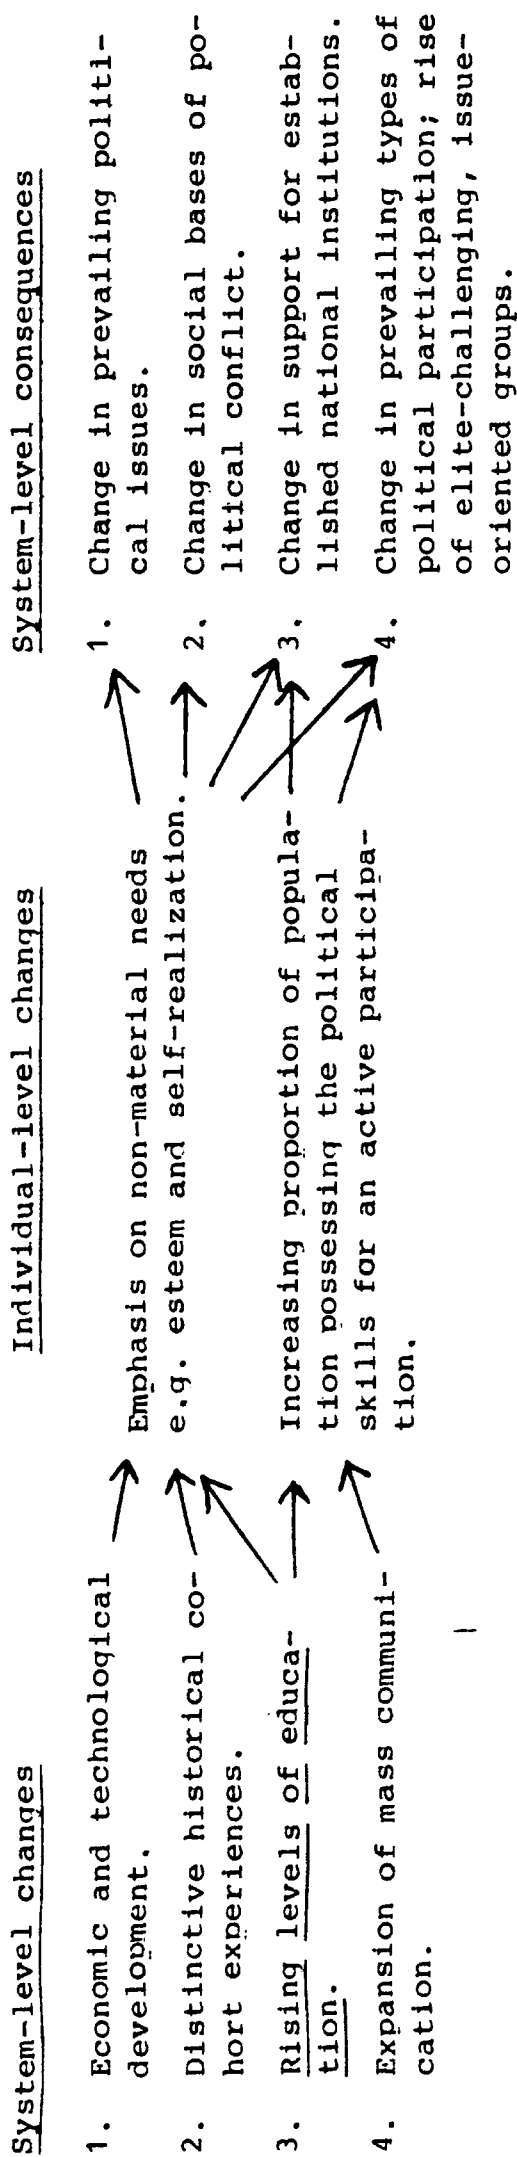 System-level changes
1. Economic and technological
development.
2. Distinctive historical co-
hort experiences.
3. Rising levels of educa-
tion.
4. Expansion of mass communi-
cation.
Individual-level changes
Emphasis on non-material needs
e.g. esteem and self-realization.
Increasing proportion of popula-
tion possessing the political
skills for an active participa-
tion.
System-level consequences
1. Change in prevailing politi-
cal issues.
2. Change in social bases of po-
litical conflict.
3. Change in support for estab-
lished national institutions.
4. Change in prevailing types of
political participation; rise
of elite-challenging, issue-
oriented groups.